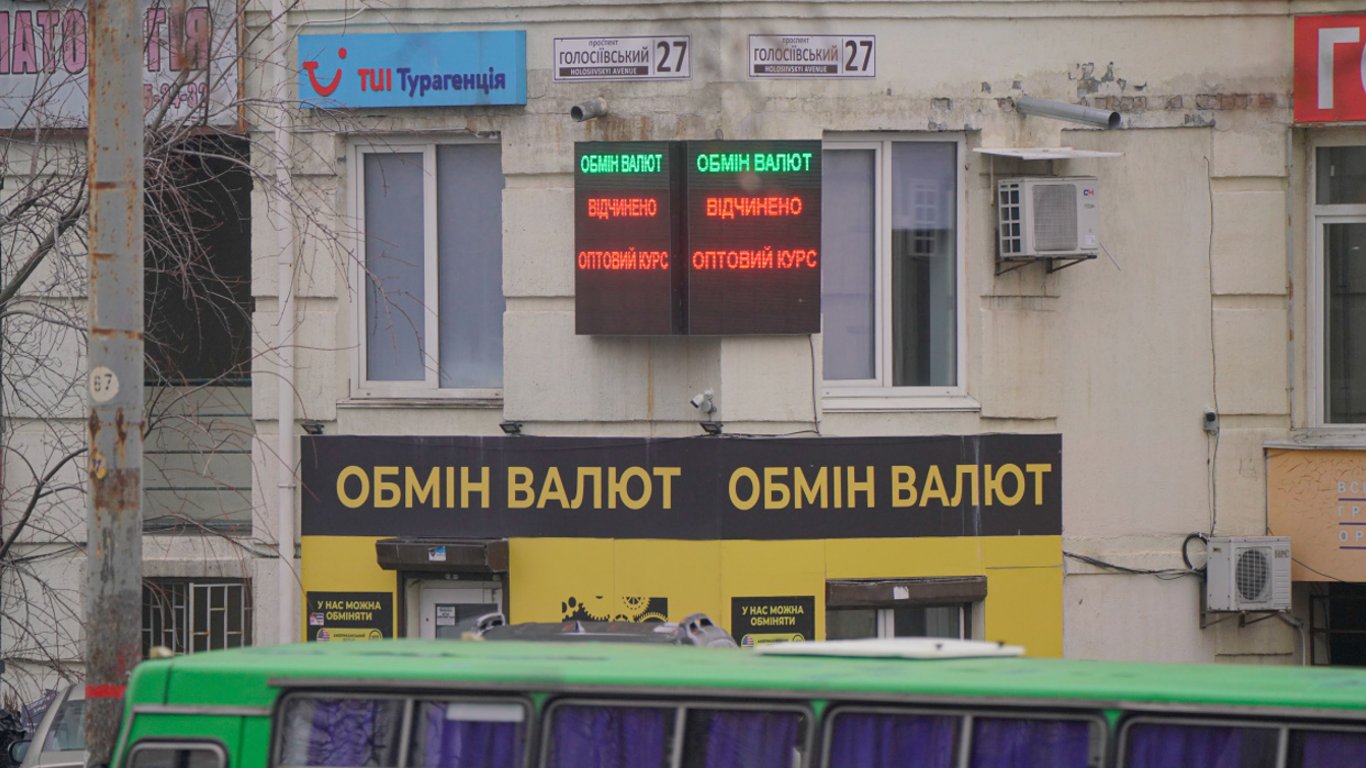 TUI Турагенція
проспект
ГОЛОСІЇВСЬКИЙ 27
HOLOSIIVSKYI AVENUE
проспект
ГОЛОСІЇВСЬКИЙ 27
HOLOSIIVSKYI AVENUE
ОБМІН ВАЛЮТ
ВІДЧИНЕНО
ОПТОВИЙ КУРС
ОБМІН ВАЛЮТ
ВІДЧИНЕНО
ОПТОВИЙ КУРС
67
ОБМІН ВАЛЮТ
ОБМІН ВАЛЮТ
У НАС МОЖНА
ОБМІНЯТИ
У НАС МОЖНА
ОБМІНЯТИ